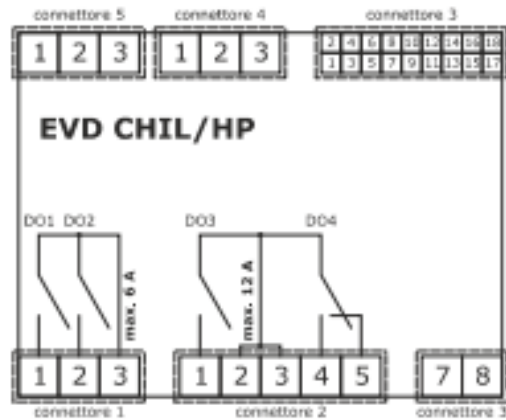 connettore 5 connettore 4 connettore 3
1 2 3 1 2 3 2 4 6 8 10 12 14 16 18
1 3 5 7 9 11 13 15 17
EVD CHIL/HP
DO1 DO2 DO3 DO4
max. 6 A max. 12 A
1 2 3 1 2 3 4 5 7 8
connettore 1 connettore 2 connettore 3